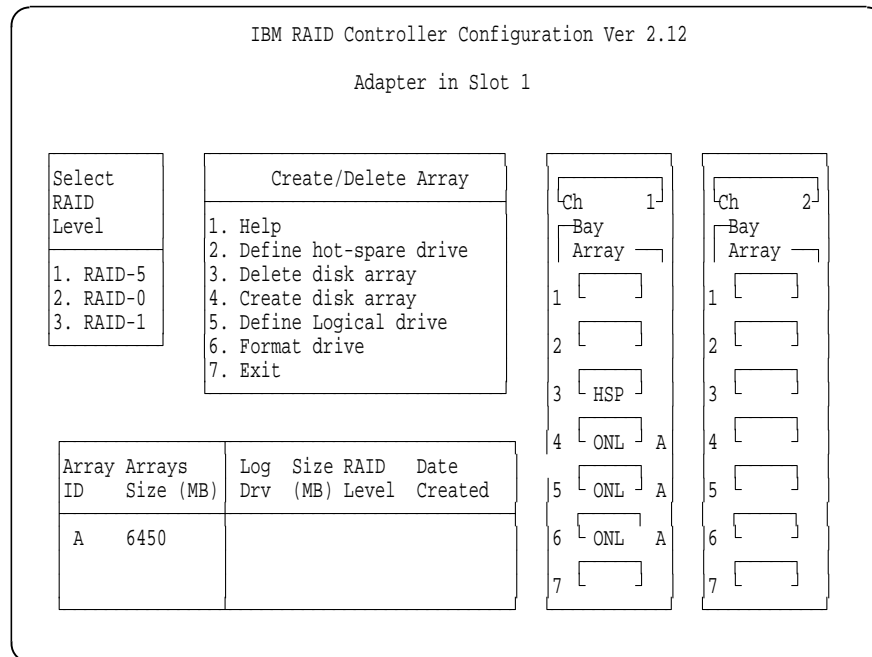 IBM RAID Controller Configuration Ver 2.12
Adapter in Slot 1
Select
RAID
Level
1. RAID-5
2. RAID-0
3. RAID-1
Create/Delete Array
1. Help
2. Define hot-spare drive
3. Delete disk array
4. Create disk array
5. Define Logical drive
6. Format drive
7. Exit
Ch 1
Bay
Array
1
2
3 HSP
4 ONL A
5 ONL A
6 ONL A
7
Ch 2
Bay
Array
1
2
3
4
5
6
7
Array Arrays Log Size RAID Date
ID Size (MB) Drv (MB) Level Created
A 6450